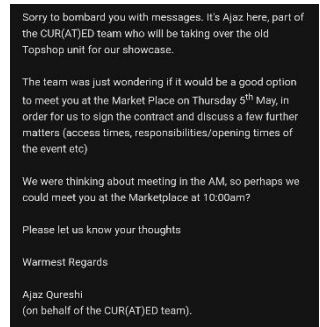 Sorry to bombard you with messages. It's Ajaz here, part of
the CUR(AT)ED team who will be taking over the old
Topshop unit for our showcase.
The team was just wondering if it would be a good option
to meet you at the Market Place on Thursday 5th May, in
order for us to sign the contract and discuss a few further
matters (access times, responsibilities/opening times of
the event etc)
We were thinking about meeting in the AM, so perhaps we
could meet you at the Marketplace at 10:00am?
Please let us know your thoughts
Warmest Regards
Ajaz Qureshi
(on behalf of the CUR(AT)ED team).